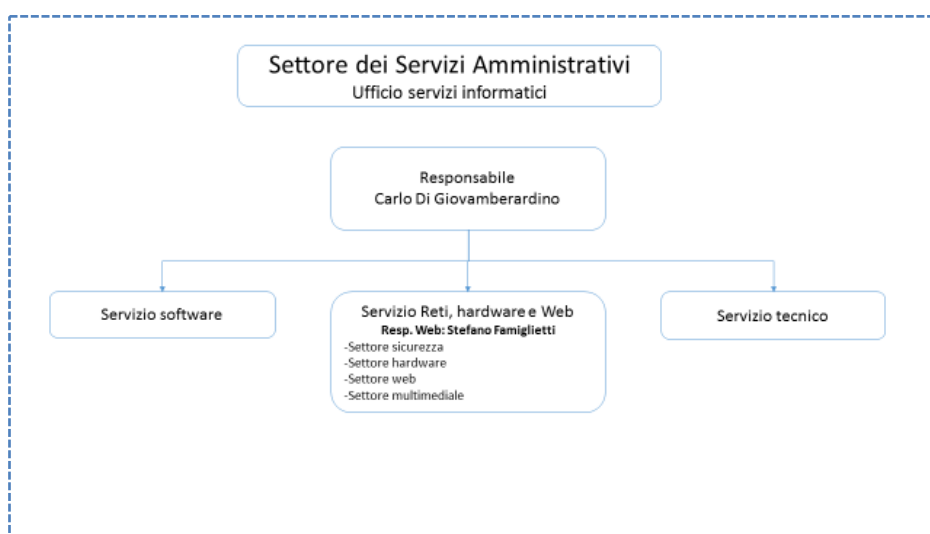 Settore dei Servizi Amministrativi
Ufficio servizi informatici
Responsabile
Carlo Di Giovamberardino
Servizio software
Servizio Reti, hardware e Web
Resp. Web: Stefano Famiglietti
-Settore sicurezza
-Settore hardware
-Settore web
-Settore multimediale
Servizio tecnico